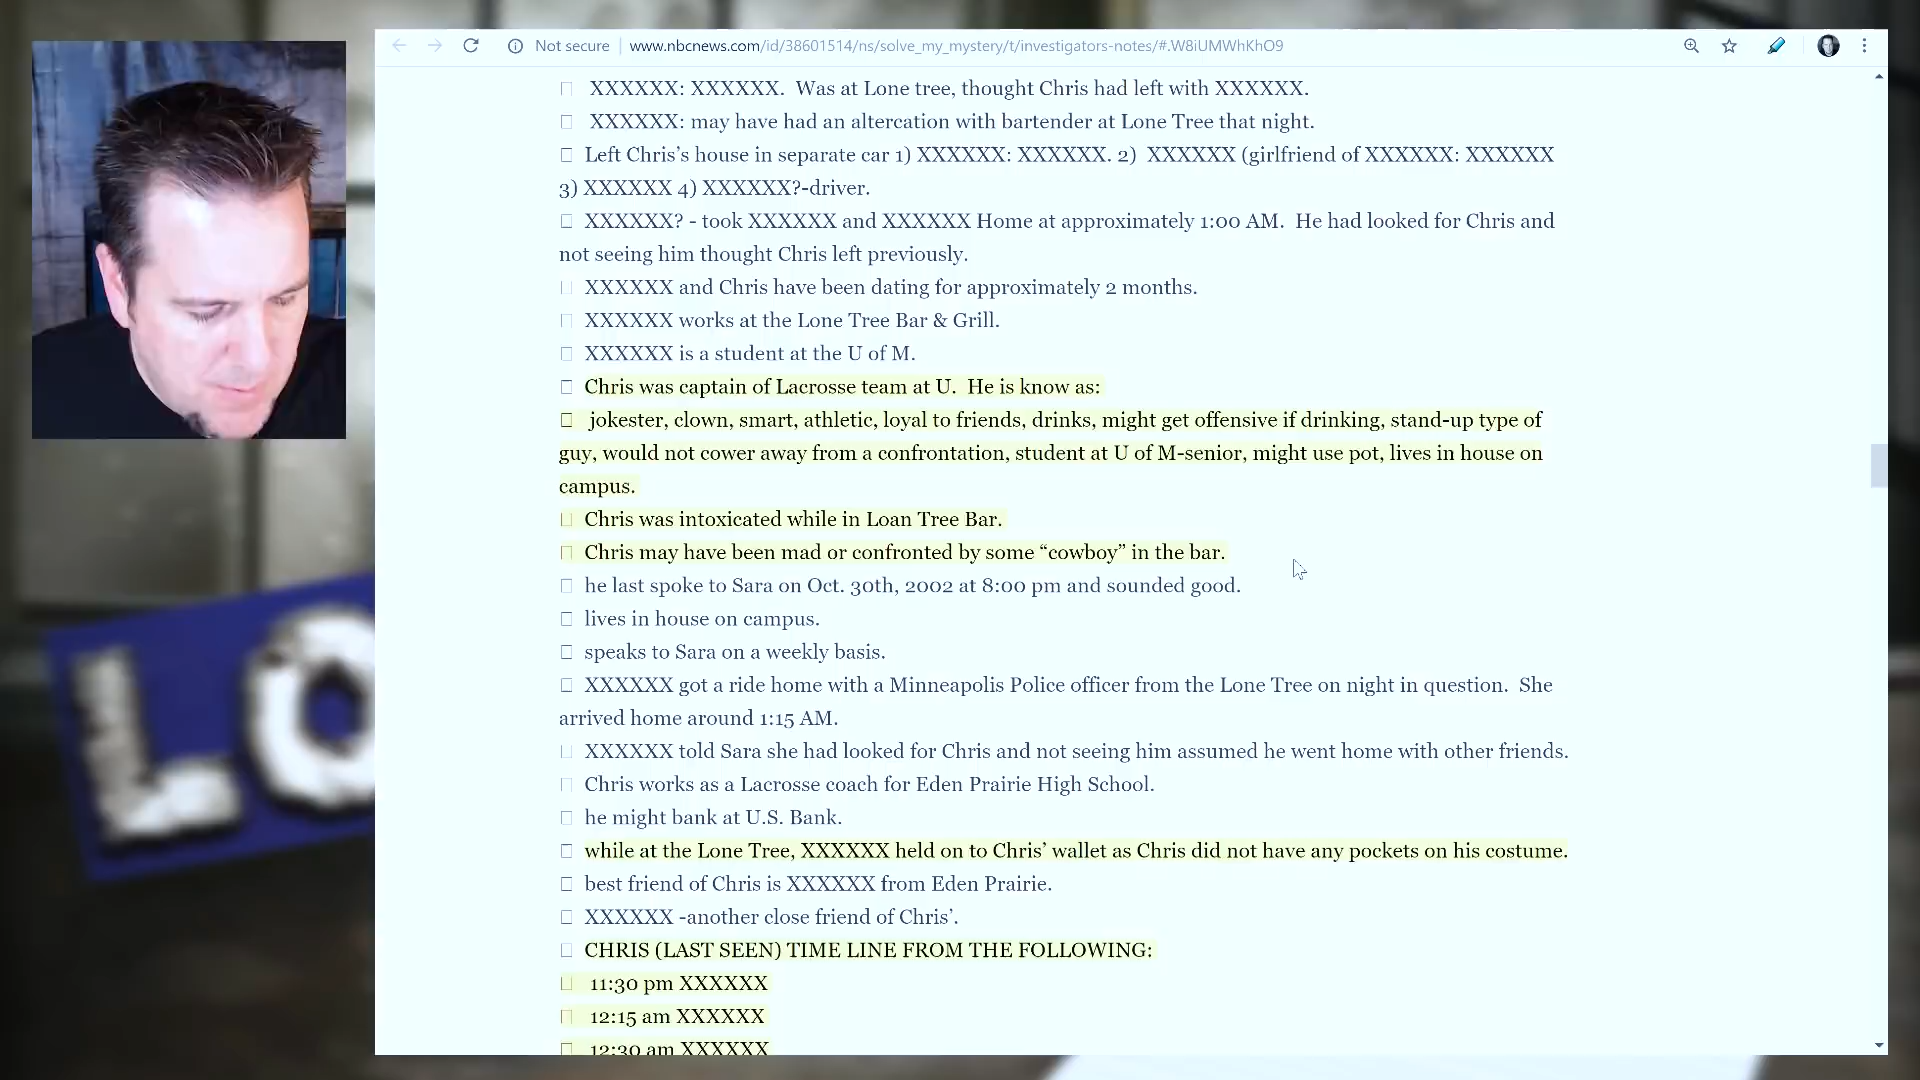 Not secure www.nbcnews.com/id/38601514/ns/solve_my_mystery/t/investigators-notes/#.W8iUMWhKhO9
XXXXXX: XXXXXX. Was at Lone tree, thought Chris had left with XXXXXX.
XXXXXX: may have had an altercation with bartender at Lone Tree that night.
Left Chris’s house in separate car 1) XXXXXX: XXXXXX. 2) XXXXXX (girlfriend of XXXXXX: XXXXXX
3) XXXXXX 4) XXXXXX?-driver.
XXXXXX? - took XXXXXX and XXXXXX Home at approximately 1:00 AM. He had looked for Chris and
not seeing him thought Chris left previously.
XXXXXX and Chris have been dating for approximately 2 months.
XXXXXX works at the Lone Tree Bar & Grill.
XXXXXX is a student at the U of M.
Chris was captain of Lacrosse team at U. He is know as:
jokester, clown, smart, athletic, loyal to friends, drinks, might get offensive if drinking, stand-up type of
guy, would not cower away from a confrontation, student at U of M-senior, might use pot, lives in house on
campus.
Chris was intoxicated while in Loan Tree Bar.
Chris may have been mad or confronted by some “cowboy” in the bar.
he last spoke to Sara on Oct. 30th, 2002 at 8:00 pm and sounded good.
lives in house on campus.
speaks to Sara on a weekly basis.
XXXXXX got a ride home with a Minneapolis Police officer from the Lone Tree on night in question. She
arrived home around 1:15 AM.
XXXXXX told Sara she had looked for Chris and not seeing him assumed he went home with other friends.
Chris works as a Lacrosse coach for Eden Prairie High School.
he might bank at U.S. Bank.
while at the Lone Tree, XXXXXX held on to Chris’ wallet as Chris did not have any pockets on his costume.
best friend of Chris is XXXXXX from Eden Prairie.
XXXXXX -another close friend of Chris’.
CHRIS (LAST SEEN) TIME LINE FROM THE FOLLOWING:
11:30 pm XXXXXX
12:15 am XXXXXX
12:30 am XXXXXX
LO